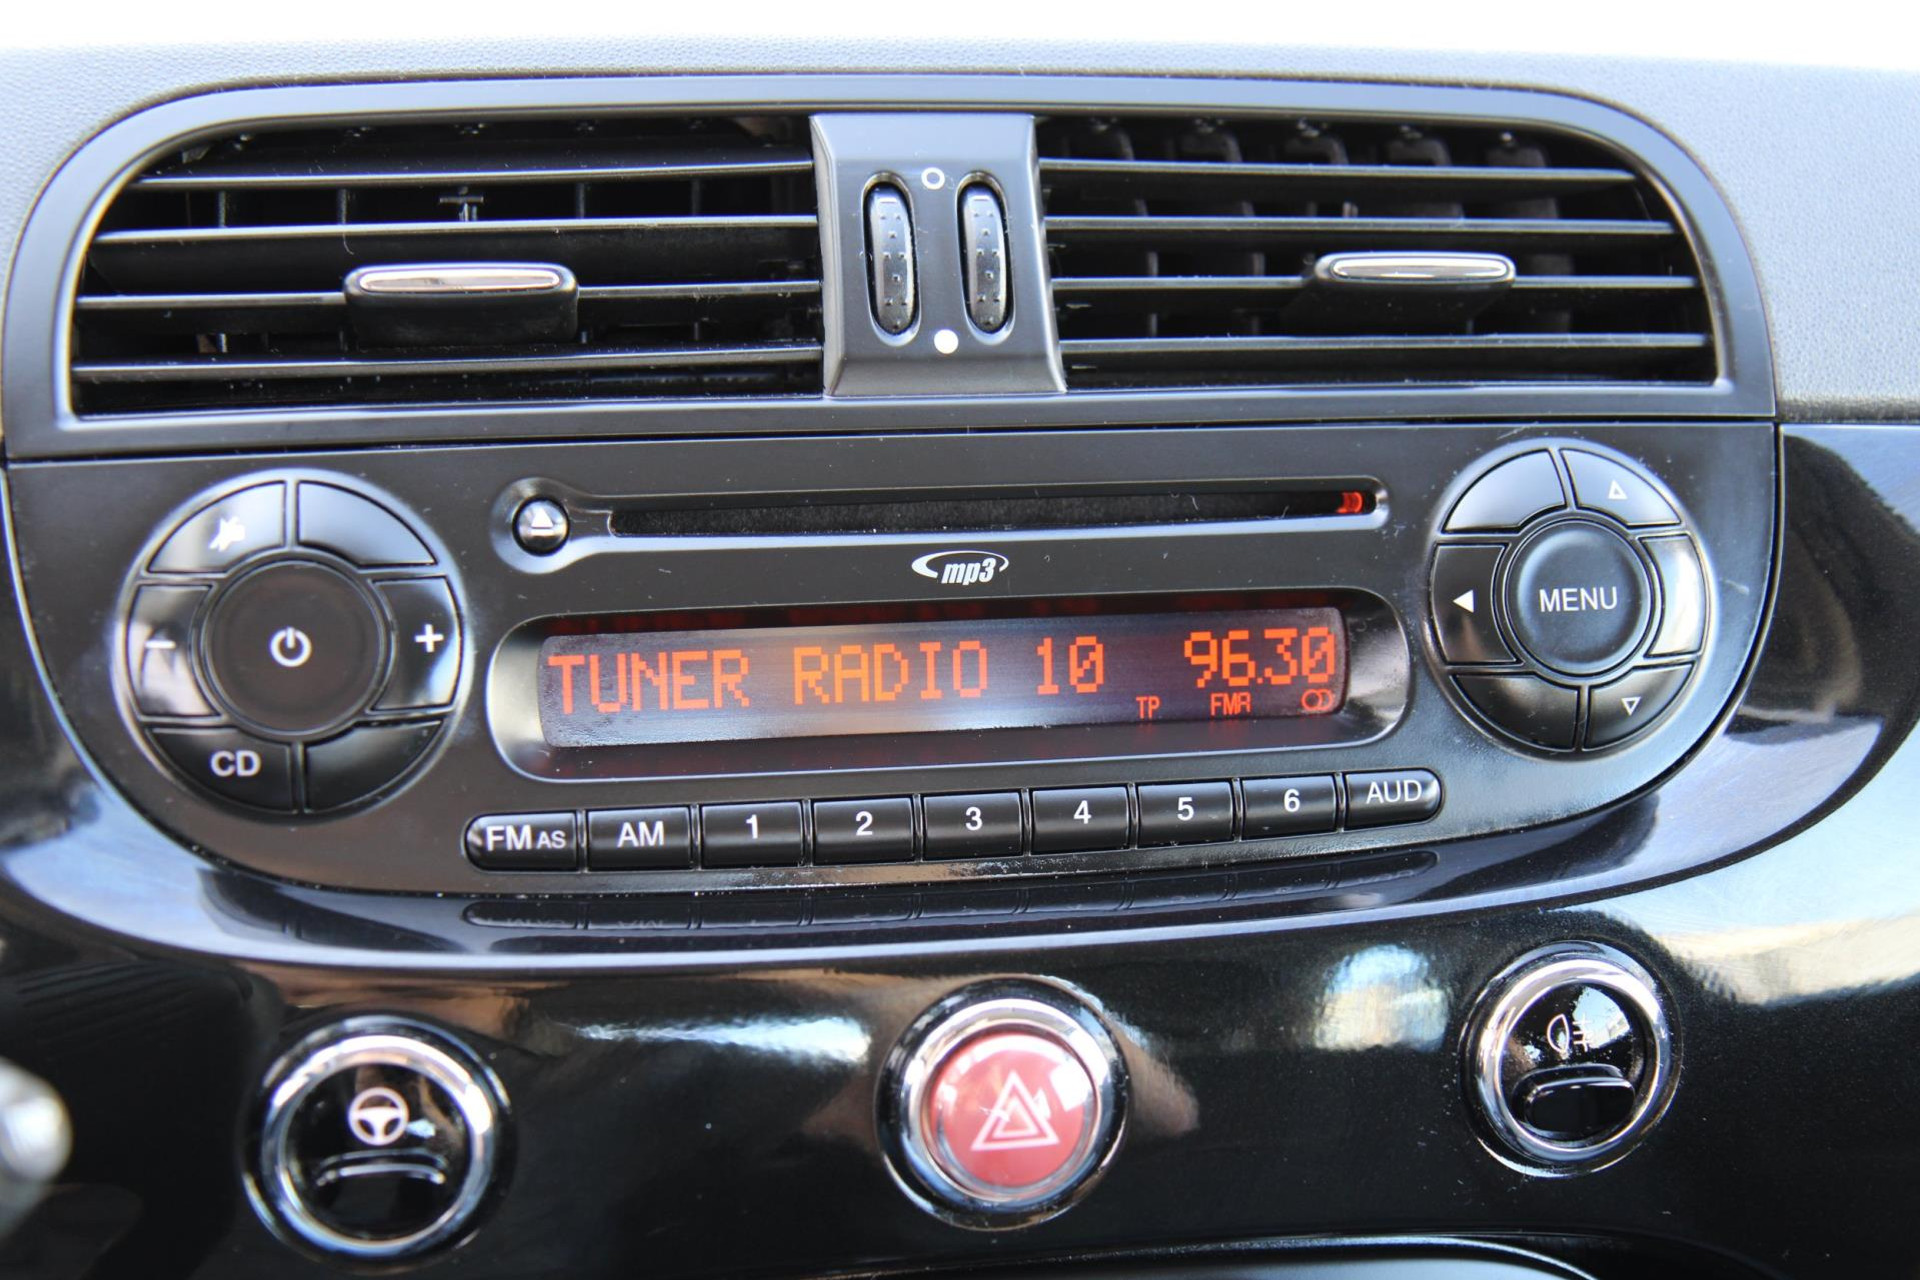 mp3
TUNER RADIO 10 96.30
TP FMA
MENU
CD
FM AS AM 1 2 3 4 5 6 AUD